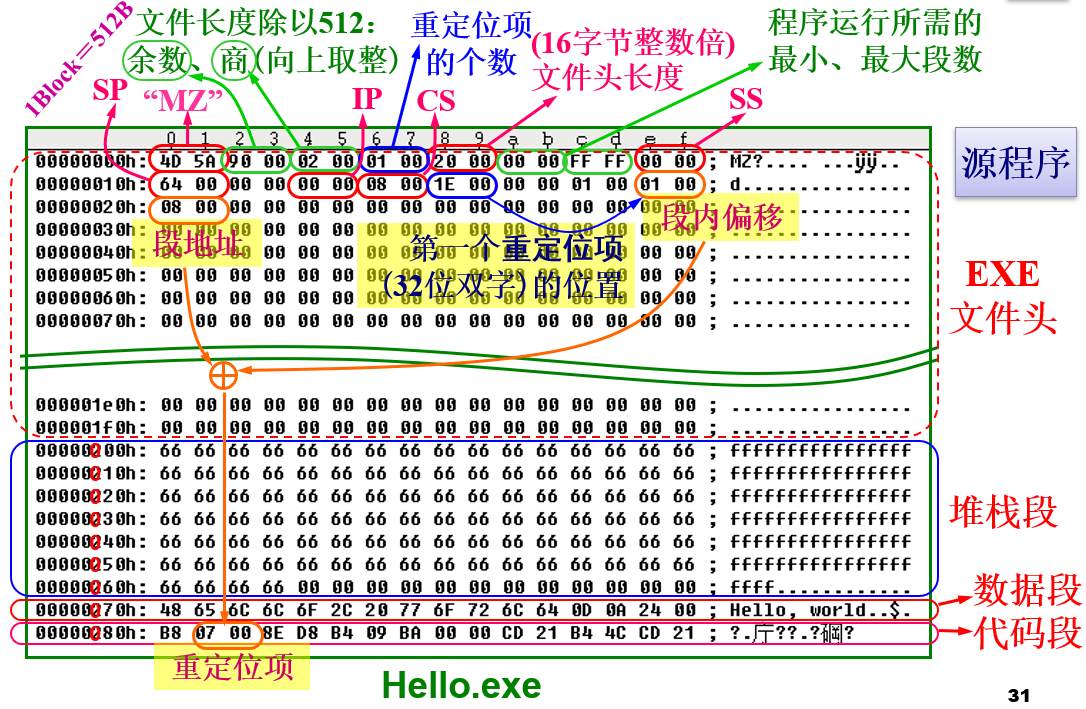 1Block＝512B
文件长度除以512：
余数、商(向上取整)
重定位项
的个数
(16字节整数倍)
文件头长度
程序运行所需的
最小、最大段数
SP
“MZ”
IP
CS
SS
0 1 2 3 4 5 6 7 8 9 a b c d e f
00000000h: 4D 5A 90 00 02 00 01 00 20 00 00 00 FF FF 00 00 ; MZ?.... ...ÿÿ..
00000010h: 64 00 00 00 00 00 08 00 1E 00 00 00 01 00 01 00 ; d...............
00000020h: 08 00 00 00 00 00 00 00 00 00 00 00 00 00 00 00 ; ................
00000030h: 00 00 00 00 00 00 00 00 00 00 00 00 00 00 00 00 ; ................
00000040h: 00 00 00 00 00 00 00 00 00 00 00 00 00 00 00 00 ; ................
00000050h: 00 00 00 00 00 00 00 00 00 00 00 00 00 00 00 00 ; ................
00000060h: 00 00 00 00 00 00 00 00 00 00 00 00 00 00 00 00 ; ................
00000070h: 00 00 00 00 00 00 00 00 00 00 00 00 00 00 00 00 ; ................
源程序
段地址
第一个重定位项
(32位双字)的位置
段内偏移
EXE
文件头
000001e0h: 00 00 00 00 00 00 00 00 00 00 00 00 00 00 00 00 ; ................
000001f0h: 00 00 00 00 00 00 00 00 00 00 00 00 00 00 00 00 ; ................
00000200h: 66 66 66 66 66 66 66 66 66 66 66 66 66 66 66 66 ; ffffffffffffffff
00000210h: 66 66 66 66 66 66 66 66 66 66 66 66 66 66 66 66 ; ffffffffffffffff
00000220h: 66 66 66 66 66 66 66 66 66 66 66 66 66 66 66 66 ; ffffffffffffffff
00000230h: 66 66 66 66 66 66 66 66 66 66 66 66 66 66 66 66 ; ffffffffffffffff
00000240h: 66 66 66 66 66 66 66 66 66 66 66 66 66 66 66 66 ; ffffffffffffffff
00000250h: 66 66 66 66 66 66 66 66 66 66 66 66 66 66 66 66 ; ffffffffffffffff
00000260h: 66 66 66 66 00 00 00 00 00 00 00 00 00 00 00 00 ; ffff............
00000270h: 48 65 6C 6C 6F 2C 20 77 6F 72 6C 64 0D 0A 24 00 ; Hello, world..$.
00000280h: B8 07 00 8E D8 B4 09 BA 00 00 CD 21 B4 4C CD 21 ; ?.庁??.?..?碙?
堆栈段
数据段
代码段
重定位项
Hello.exe
31